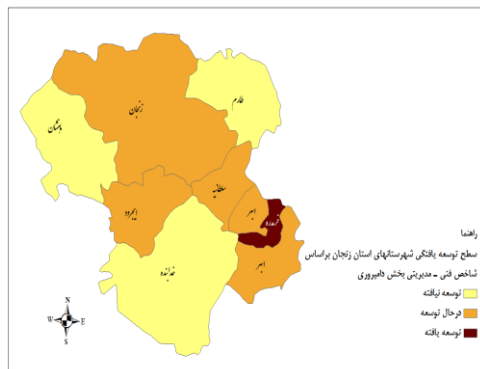 طارم
زنجان
ماهنشان
سلطانیه
ایجرود
ابهر
خرمدره
ابهر
خدابنده
راهنما
سطح توسعه یافتگی شهرستانهای استان زنجان براساس
شاخص فنی - مدیریتی بخش دامپروری
توسعه نیافته
درحال توسعه
توسعه یافته
N
W E
S